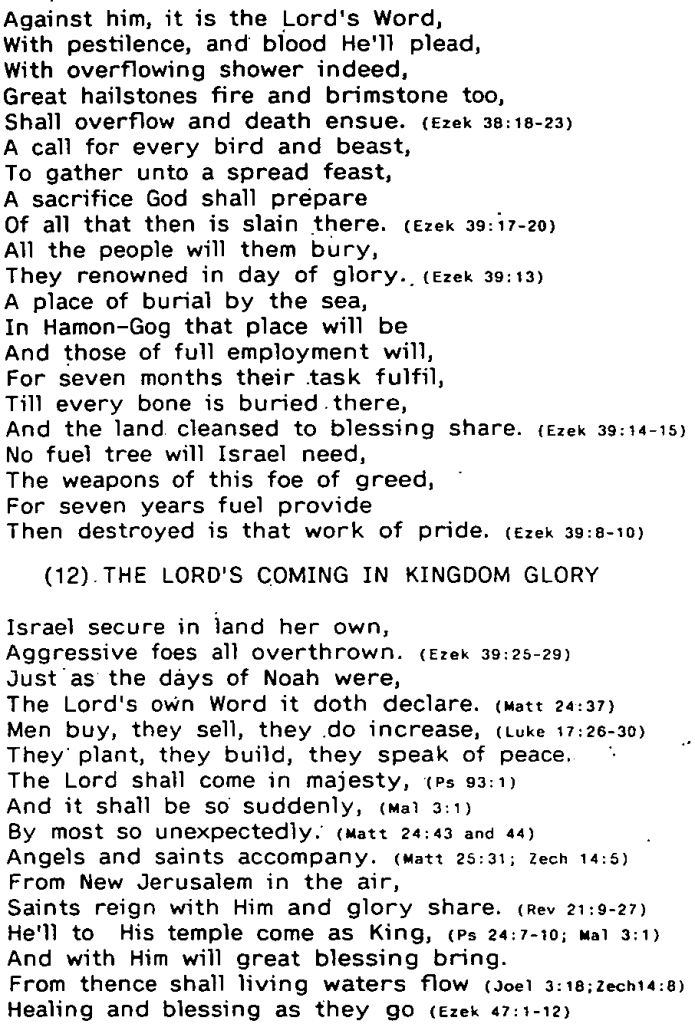 Against him, it is the Lord's Word,
With pestilence, and blood He'll plead,
With overflowing shower indeed,
Great hailstones fire and brimstone too,
Shall overflow and death ensue. (Ezek 38:18-23)
A call for every bird and beast,
To gather unto a spread feast,
A sacrifice God shall prepare
Of all that then is slain there. (Ezek 39:17-20)
All the people will them bury,
They renowned in day of glory. (Ezek 39:13)
A place of burial by the sea,
In Hamon-Gog that place will be
And those of full employment will,
For seven months their task fulfil,
Till every bone is buried there,
And the land cleansed to blessing share. (Ezek 39:14-15)
No fuel tree will Israel need,
The weapons of this foe of greed,
For seven years fuel provide
Then destroyed is that work of pride. (Ezek 39:8-10)
(12) THE LORD'S COMING IN KINGDOM GLORY
Israel secure in land her own,
Aggressive foes all overthrown. (Ezek 39:25-29)
Just as the days of Noah were,
The Lord's own Word it doth declare. (Matt 24:37)
Men buy, they sell, they do increase, (Luke 17:26-30)
They plant, they build, they speak of peace.
The Lord shall come in majesty, (Ps 93:1)
And it shall be so suddenly, (Mal 3:1)
By most so unexpectedly. (Matt 24:43 and 44)
Angels and saints accompany. (Matt 25:31; Zech 14:5)
From New Jerusalem in the air,
Saints reign with Him and glory share. (Rev 21:9-27)
He'll to His temple come as King, (Ps 24:7-10; Mal 3:1)
And with Him will great blessing bring.
From thence shall living waters flow (Joel 3:18;Zech14:8)
Healing and blessing as they go (Ezek 47:1-12)